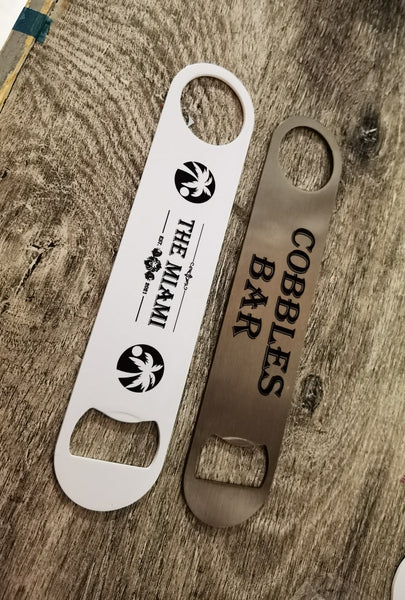 THE MIAMI
EST. 2021
COBBLES
BAR